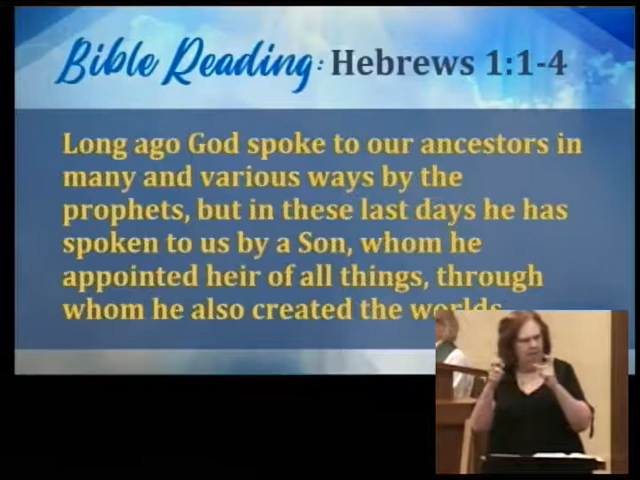 Bible Reading: Hebrews 1:1-4
Long ago God spoke to our ancestors in
many and various ways by the
prophets, but in these last days he has
spoken to us by a Son, whom he
appointed heir of all things, through
whom he also created the worlds